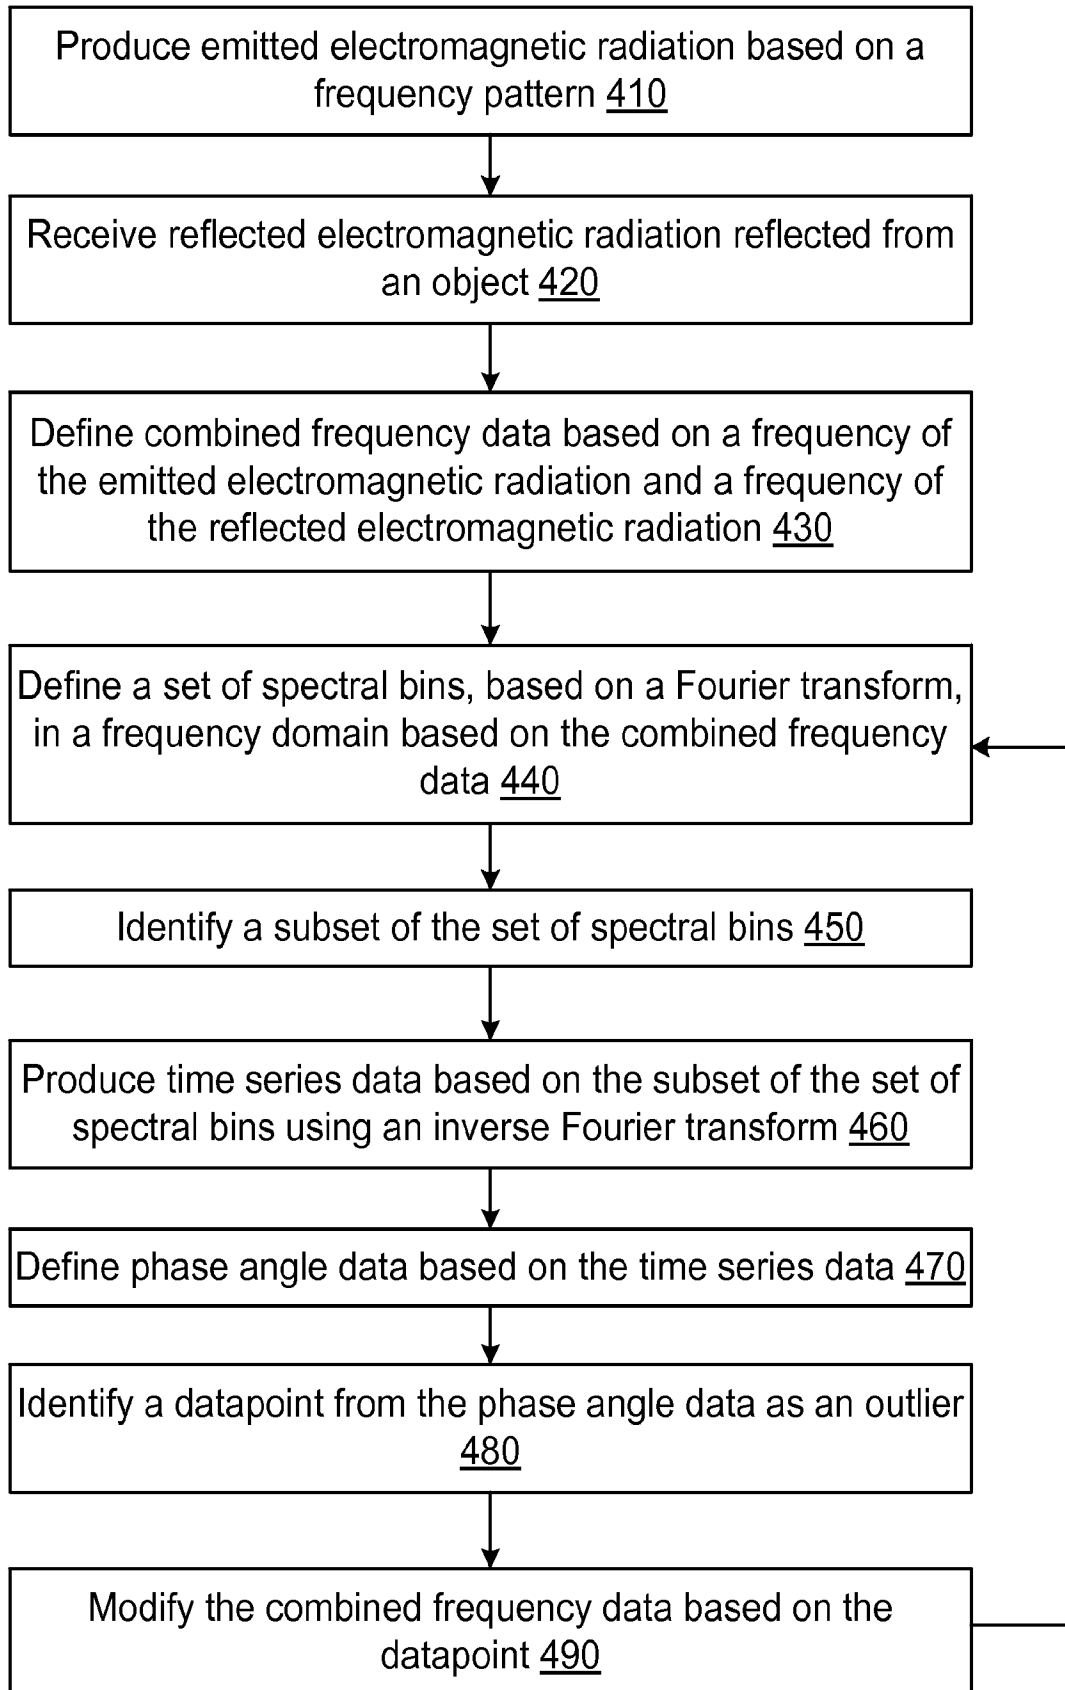 Produce emitted electromagnetic radiation based on a
frequency pattern 410
Receive reflected electromagnetic radiation reflected from
an object 420
Define combined frequency data based on a frequency of
the emitted electromagnetic radiation and a frequency of
the reflected electromagnetic radiation 430
Define a set of spectral bins, based on a Fourier transform,
in a frequency domain based on the combined frequency
data 440
Identify a subset of the set of spectral bins 450
Produce time series data based on the subset of the set of
spectral bins using an inverse Fourier transform 460
Define phase angle data based on the time series data 470
Identify a datapoint from the phase angle data as an outlier
480
Modify the combined frequency data based on the
datapoint 490